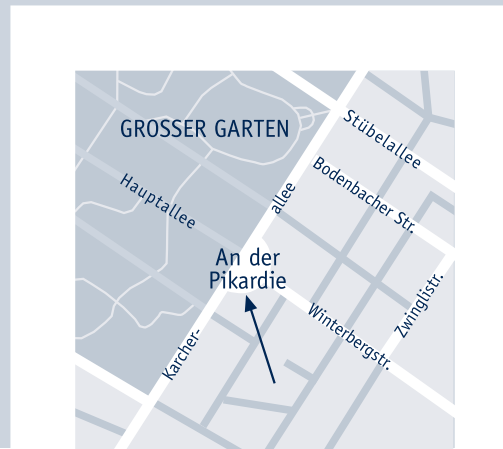 Stübelallee
GROSSER GARTEN
Bodenbacher Str.
Hauptallee
allee
An der
Pikardie
Zwinglistr.
Winterbergstr.
Karcher-